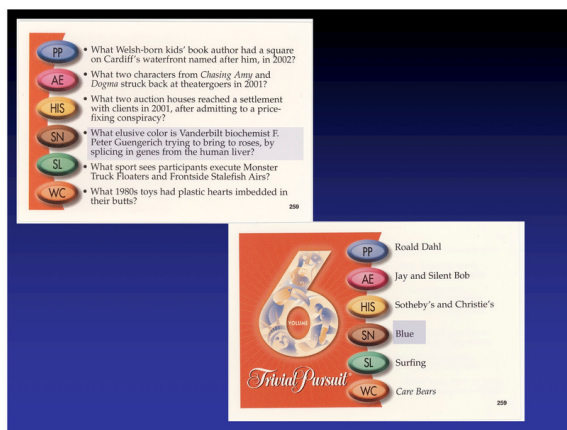 PP • What Welsh-born kids' book author had a square
on Cardiff's waterfront named after him, in 2002?
AE • What two characters from Chasing Amy and
Dogma struck back at theatergoers in 2001?
HIS • What two auction houses reached a settlement
with clients in 2001, after admitting to a price-
fixing conspiracy?
SN • What elusive color is Vanderbilt biochemist F.
Peter Guengerich trying to bring to roses, by
splicing in genes from the human liver?
SL • What sport sees participants execute Monster
Truck Floaters and Frontside Stalefish Airs?
WC • What 1980s toys had plastic hearts imbedded in
their butts?
259
6
VOLUME
Trivial Pursuit
PP Roald Dahl
AE Jay and Silent Bob
HIS Sotheby's and Christie's
SN Blue
SL Surfing
WC Care Bears
259